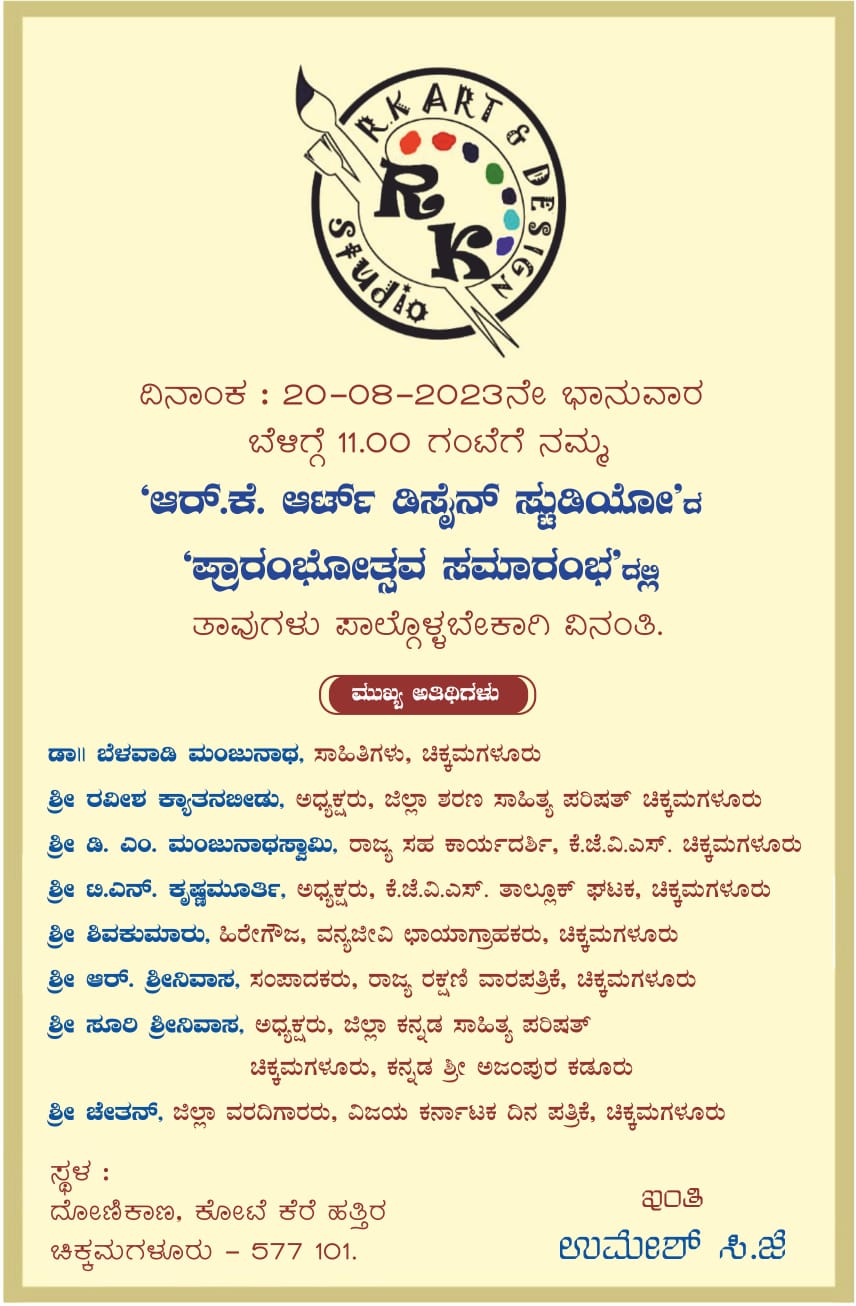 R.K ART & DESIGN
Studio
RK
ದಿನಾಂಕ : 20-08-2023ನೇ ಭಾನುವಾರ
ಬೆಳಿಗ್ಗೆ 11.00 ಗಂಟೆಗೆ ನಮ್ಮ
‘ಆರ್.ಕೆ. ಆರ್ಟ್ ಡಿಸೈನ್ ಸ್ಟುಡಿಯೋ’ದ
‘ಪ್ರಾರಂಭೋತ್ಸವ ಸಮಾರಂಭ’ದಲ್ಲಿ
ತಾವುಗಳು ಪಾಲ್ಗೊಳ್ಳಬೇಕಾಗಿ ವಿನಂತಿ.
ಮುಖ್ಯ ಅತಿಥಿಗಳು
ಡಾ॥ ಬೆಳವಾಡಿ ಮಂಜುನಾಥ, ಸಾಹಿತಿಗಳು, ಚಿಕ್ಕಮಗಳೂರು
ಶ್ರೀ ರವೀಶ ಕ್ಯಾತನಬೀಡು, ಅಧ್ಯಕ್ಷರು, ಜಿಲ್ಲಾ ಶರಣ ಸಾಹಿತ್ಯ ಪರಿಷತ್ ಚಿಕ್ಕಮಗಳೂರು
ಶ್ರೀ ಡಿ. ಎಂ. ಮಂಜುನಾಥಸ್ವಾಮಿ, ರಾಜ್ಯ ಸಹ ಕಾರ್ಯದರ್ಶಿ, ಕೆ.ಜೆ.ವಿ.ಎಸ್. ಚಿಕ್ಕಮಗಳೂರು
ಶ್ರೀ ಟಿ.ಎನ್. ಕೃಷ್ಣಮೂರ್ತಿ, ಅಧ್ಯಕ್ಷರು, ಕೆ.ಜೆ.ವಿ.ಎಸ್. ತಾಲ್ಲೂಕ್ ಘಟಕ, ಚಿಕ್ಕಮಗಳೂರು
ಶ್ರೀ ಶಿವಕುಮಾರು, ಹಿರೇಗೌಜ, ವನ್ಯಜೀವಿ ಛಾಯಾಗ್ರಾಹಕರು, ಚಿಕ್ಕಮಗಳೂರು
ಶ್ರೀ ಆರ್. ಶ್ರೀನಿವಾಸ, ಸಂಪಾದಕರು, ರಾಜ್ಯ ರಕ್ಷಣಿ ವಾರಪತ್ರಿಕೆ, ಚಿಕ್ಕಮಗಳೂರು
ಶ್ರೀ ಸೂರಿ ಶ್ರೀನಿವಾಸ, ಅಧ್ಯಕ್ಷರು, ಜಿಲ್ಲಾ ಕನ್ನಡ ಸಾಹಿತ್ಯ ಪರಿಷತ್
ಚಿಕ್ಕಮಗಳೂರು, ಕನ್ನಡ ಶ್ರೀ ಅಜಂಪುರ ಕಡೂರು
ಶ್ರೀ ಚೇತನ್, ಜಿಲ್ಲಾ ವರದಿಗಾರರು, ವಿಜಯ ಕರ್ನಾಟಕ ದಿನ ಪತ್ರಿಕೆ, ಚಿಕ್ಕಮಗಳೂರು
ಸ್ಥಳ :
ದೋಣಿಕಾಣ, ಕೋಟೆ ಕೆರೆ ಹತ್ತಿರ
ಚಿಕ್ಕಮಗಳೂರು - 577 101.
ಇಂತಿ
ಉಮೇಶ್ ಸಿ.ಜೆ